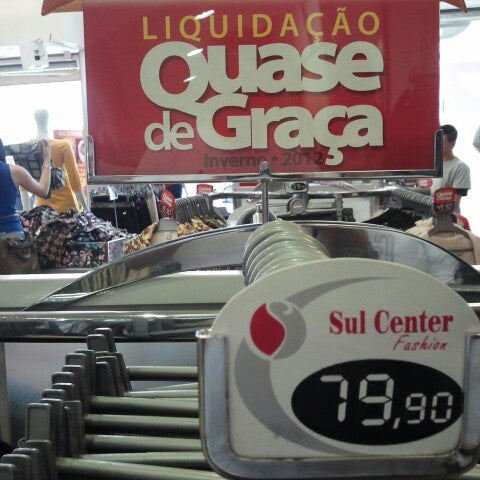 LIQUIDAÇÃO
Quase
de Graça
Inverno • 2012
Sul Center
Fashion
79,90